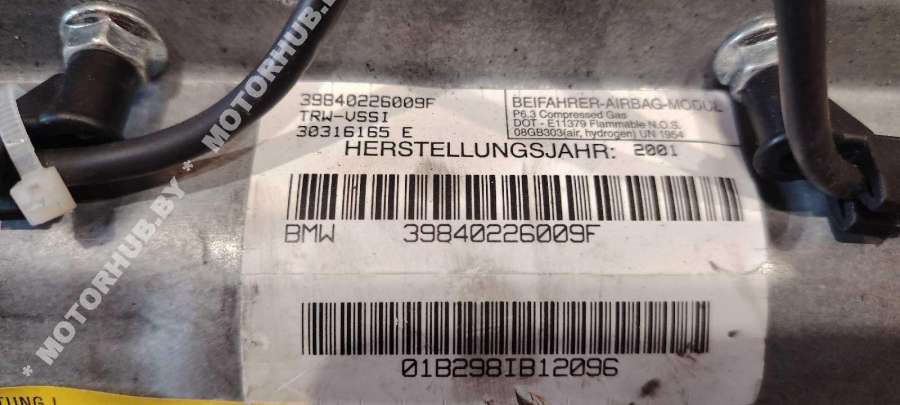 39840226009F
TRW-VSSI
30316165 E
BEIFAHRER-AIRBAG-MODUL
P6.3 Compressed Gas
DOT - E11379 Flammable N.O.S.
08GB303(air, hydrogen) UN 1954
HERSTELLUNGSJAHR: 2001
BMW 39840226009F
01B298IB12096
* MOTORHUB.BY * MOTORHUB.BY
* MOTORHUB.BY